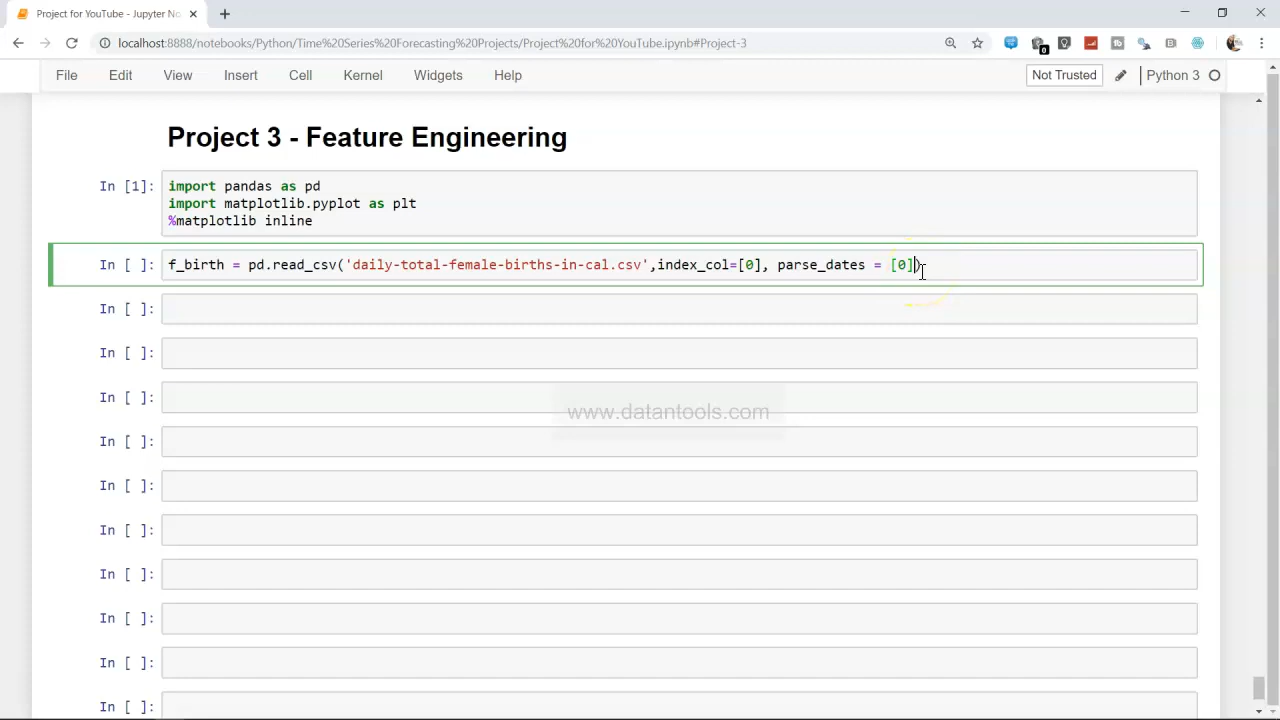 Project for YouTube - Jupyter No
localhost:8888/notebooks/Python/Time%20Series%20Forecasting%20Projects/Project%20for%20YouTube.ipynb#Project-3
File Edit View Insert Cell Kernel Widgets Help Not Trusted Python 3
Project 3 - Feature Engineering
In [1]: import pandas as pd
import matplotlib.pyplot as plt
%matplotlib inline
In [ ]: f_birth = pd.read_csv('daily-total-female-births-in-cal.csv',index_col=[0], parse_dates = [0])
In [ ]:
In [ ]:
In [ ]:
www.datantools.com
In [ ]:
In [ ]:
In [ ]:
In [ ]:
In [ ]:
In [ ]:
In [ ]: